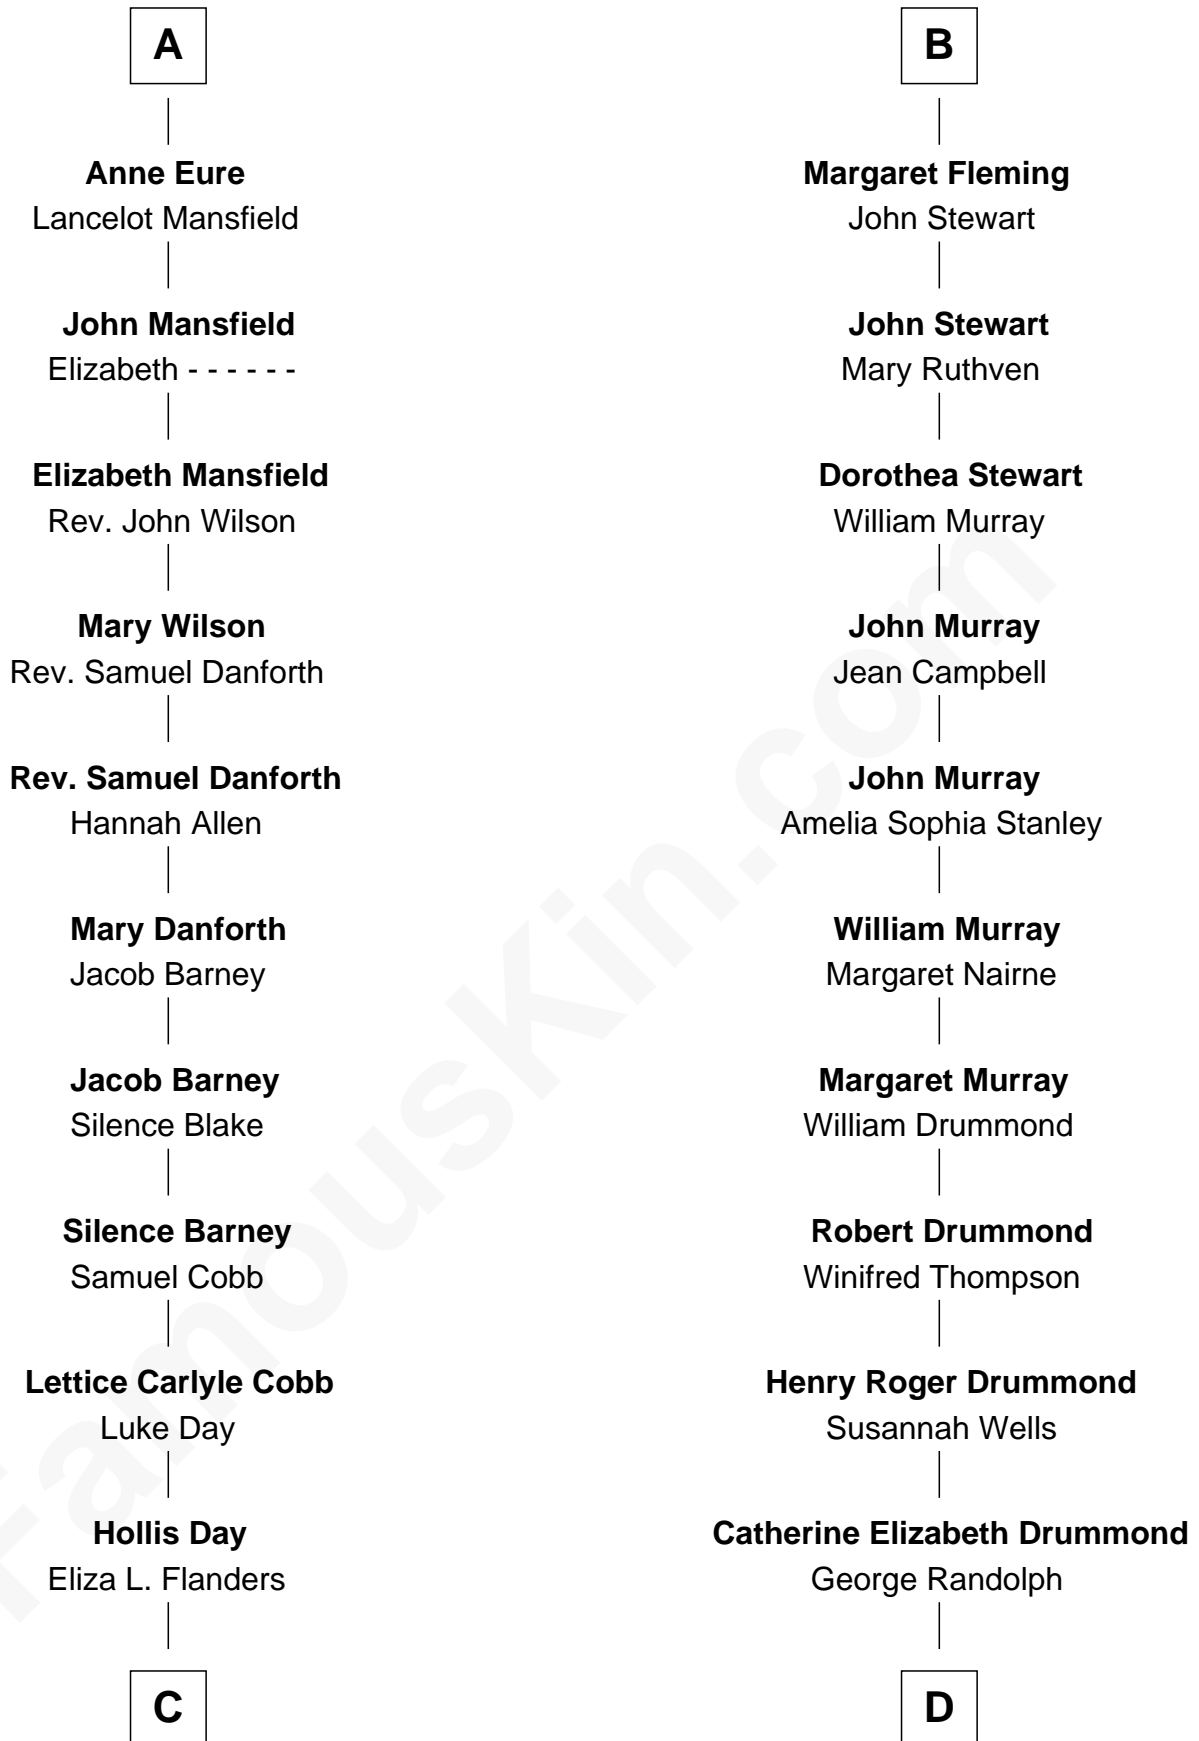 A
Anne Eure
Lancelot Mansfield
John Mansfield
Elizabeth - - - - - -
Elizabeth Mansfield
Rev. John Wilson
Mary Wilson
Rev. Samuel Danforth
Rev. Samuel Danforth
Hannah Allen
Mary Danforth
Jacob Barney
Jacob Barney
Silence Blake
Silence Barney
Samuel Cobb
Lettice Carlyle Cobb
Luke Day
Hollis Day
Eliza L. Flanders
C
B
Margaret Fleming
John Stewart
John Stewart
Mary Ruthven
Dorothea Stewart
William Murray
John Murray
Jean Campbell
John Murray
Amelia Sophia Stanley
William Murray
Margaret Nairne
Margaret Murray
William Drummond
Robert Drummond
Winifred Thompson
Henry Roger Drummond
Susannah Wells
Catherine Elizabeth Drummond
George Randolph
D
FamousKin.com